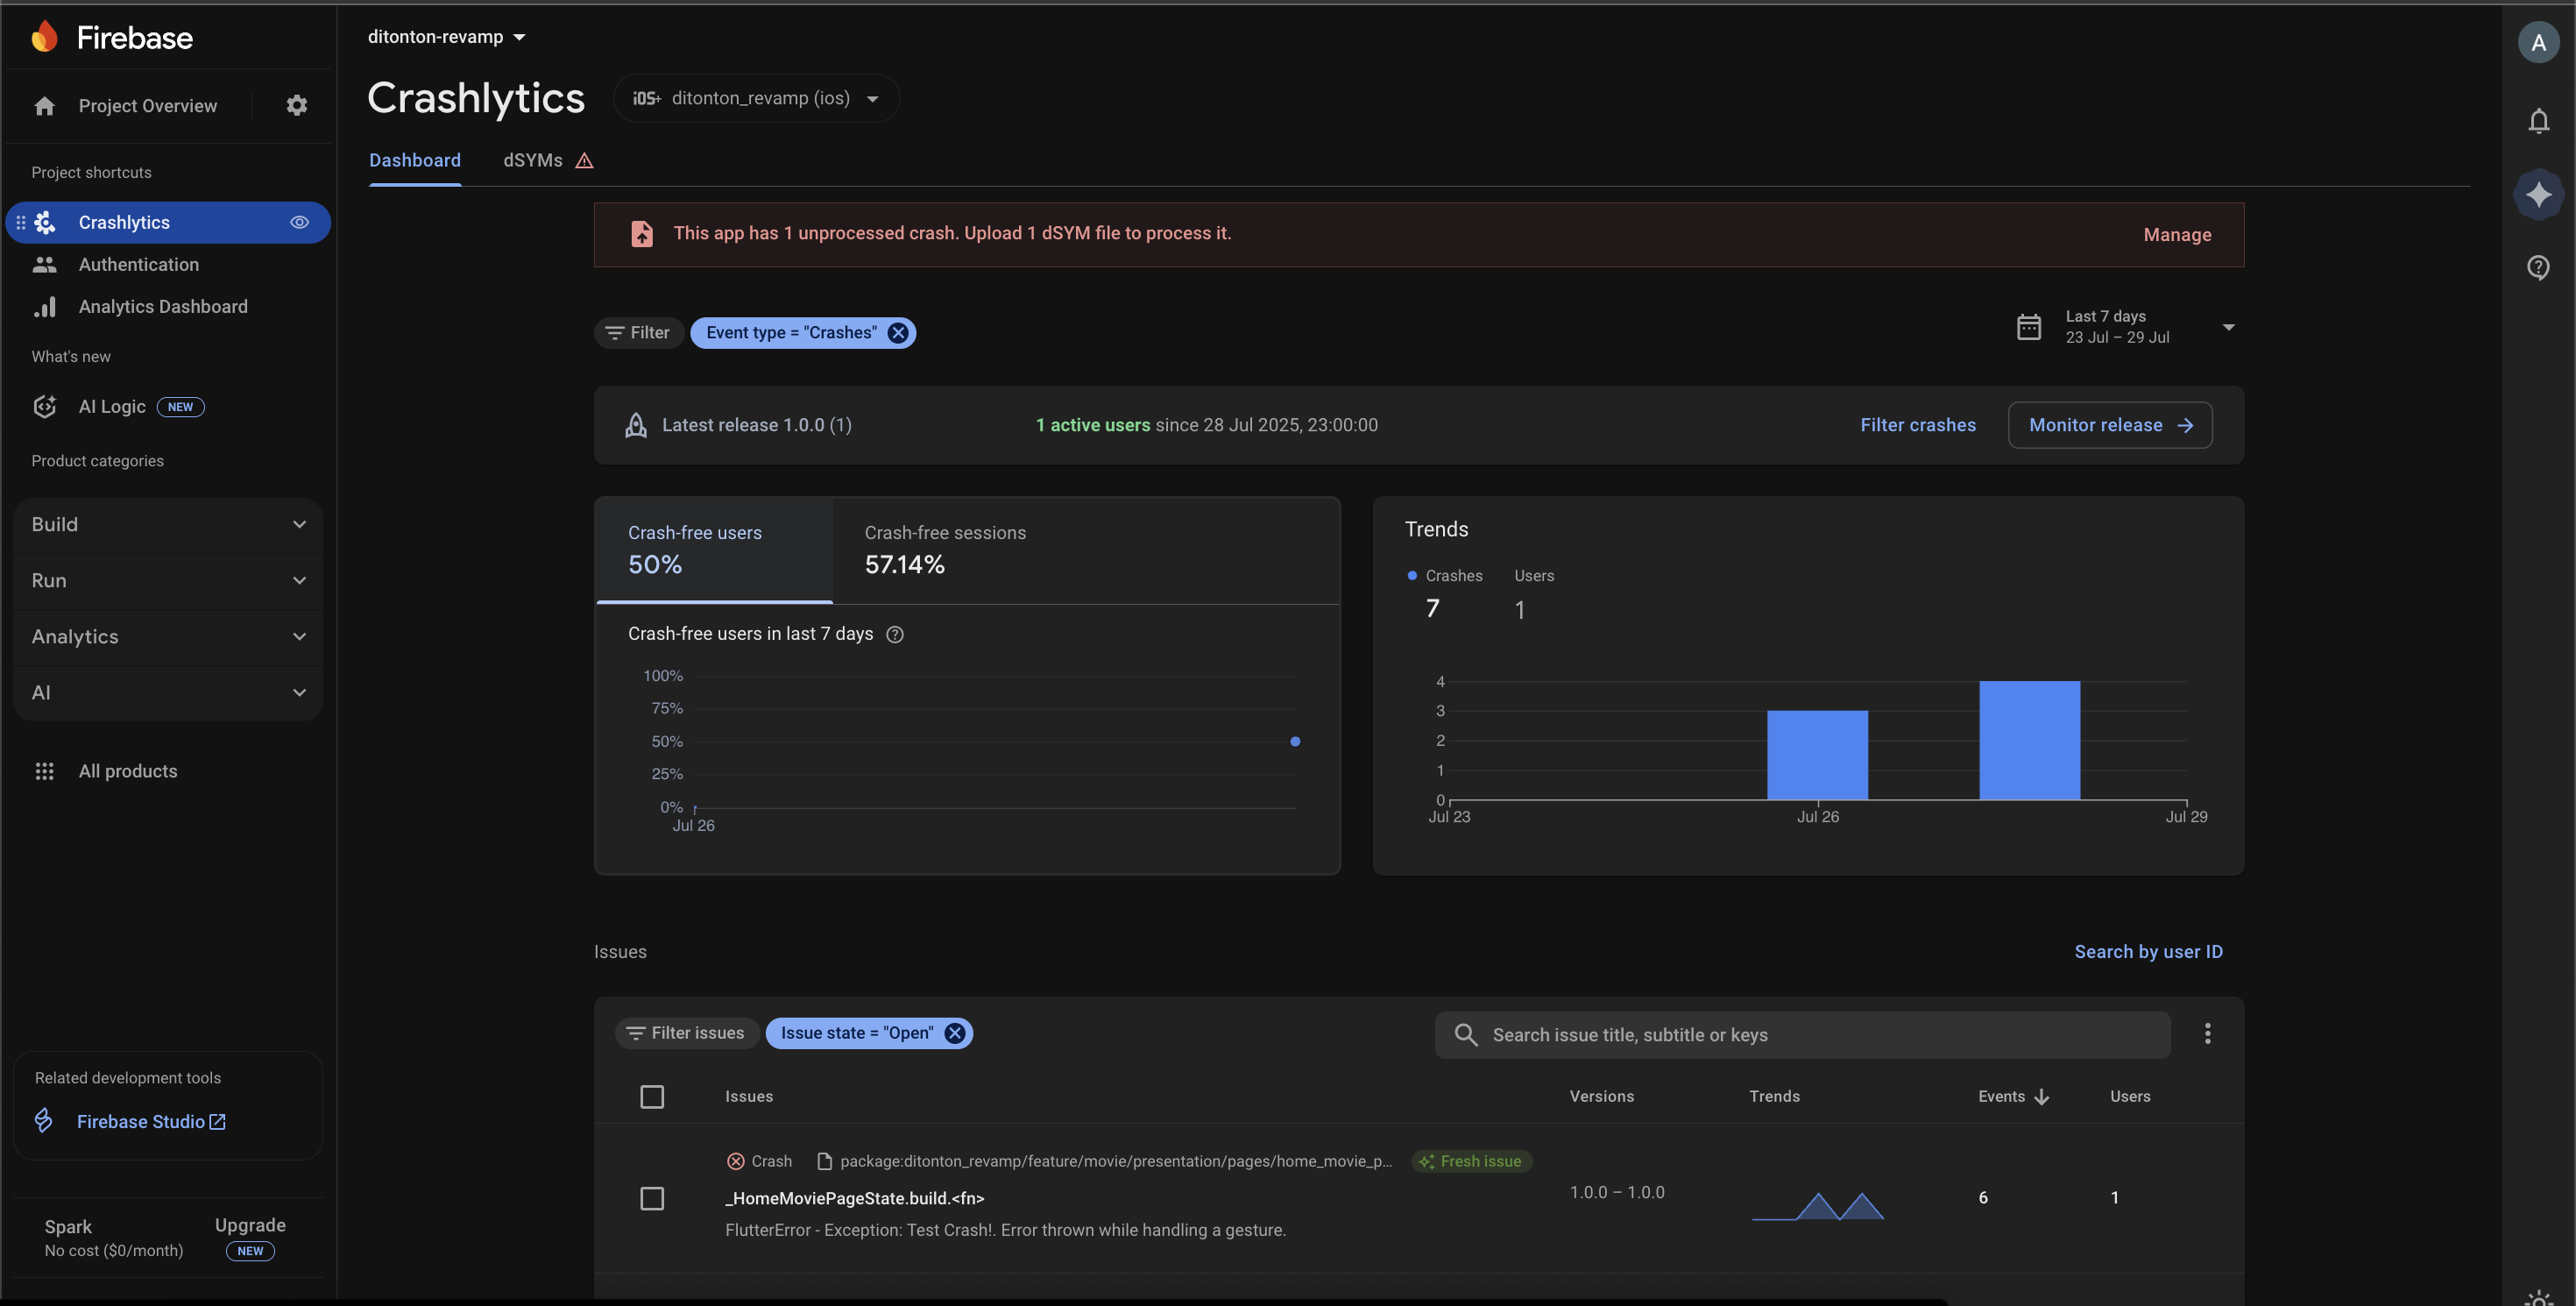 Firebase
Project Overview
Project shortcuts
Crashlytics
Authentication
Analytics Dashboard
What's new
AI Logic NEW
Product categories
Build
Run
Analytics
AI
All products
Related development tools
Firebase Studio
Spark
No cost ($0/month)
Upgrade
NEW
ditonton-revamp
Crashlytics
iOS+ ditonton_revamp (ios)
Dashboard
dSYMs
This app has 1 unprocessed crash. Upload 1 dSYM file to process it.
Manage
Filter
Event type = "Crashes"
Last 7 days
23 Jul – 29 Jul
Latest release 1.0.0 (1)
1 active users since 28 Jul 2025, 23:00:00
Filter crashes
Monitor release
Crash-free users
50%
Crash-free sessions
57.14%
Crash-free users in last 7 days
100%
75%
50%
25%
0%
Jul 26
Trends
Crashes
7
Users
1
4
3
2
1
0
Jul 23
Jul 26
Jul 29
Issues
Search by user ID
Filter issues
Issue state = "Open"
Search issue title, subtitle or keys
Issues
Versions
Trends
Events
Users
Crash
package:ditonton_revamp/feature/movie/presentation/pages/home_movie_p...
Fresh issue
_HomeMoviePageState.build.<fn>
FlutterError - Exception: Test Crash!. Error thrown while handling a gesture.
1.0.0 – 1.0.0
6
1
A